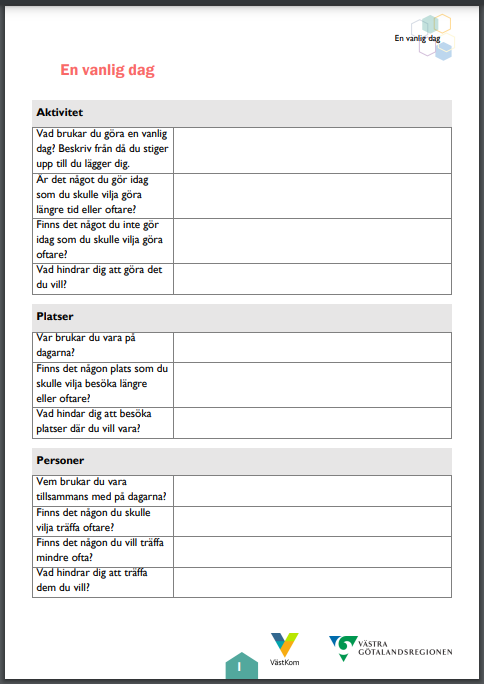 En vanlig dag
En vanlig dag
Aktivitet
Vad brukar du göra en vanlig
dag? Beskriv från då du stiger
upp till du lägger dig.
Är det något du gör idag
som du skulle vilja göra
längre tid eller oftare?
Finns det något du inte gör
idag som du skulle vilja göra
oftare?
Vad hindrar dig att göra det
du vill?
Platser
Var brukar du vara på
dagarna?
Finns det någon plats som du
skulle vilja besöka längre
eller oftare?
Vad hindar dig att besöka
platser där du vill vara?
Personer
Vem brukar du vara
tillsammans med på dagarna?
Finns det någon du skulle
vilja träffa oftare?
Finns det någon du vill träffa
mindre ofta?
Vad hindrar dig att träffa
dem du vill?
1
VästKom
VÄSTRA
GÖTALANDSREGIONEN